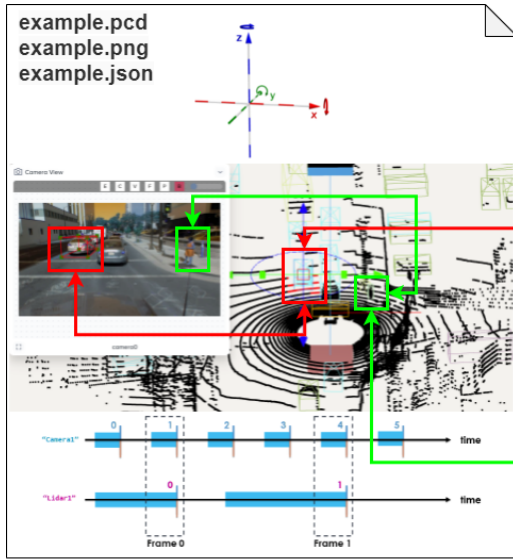 example.pcd
example.png
example.json
z
y
x
Camera View
E C V F P
camera0
0 1 2 3 4 5
"Camera1" time
0 1
"Lidar1" time
Frame 0 Frame 1